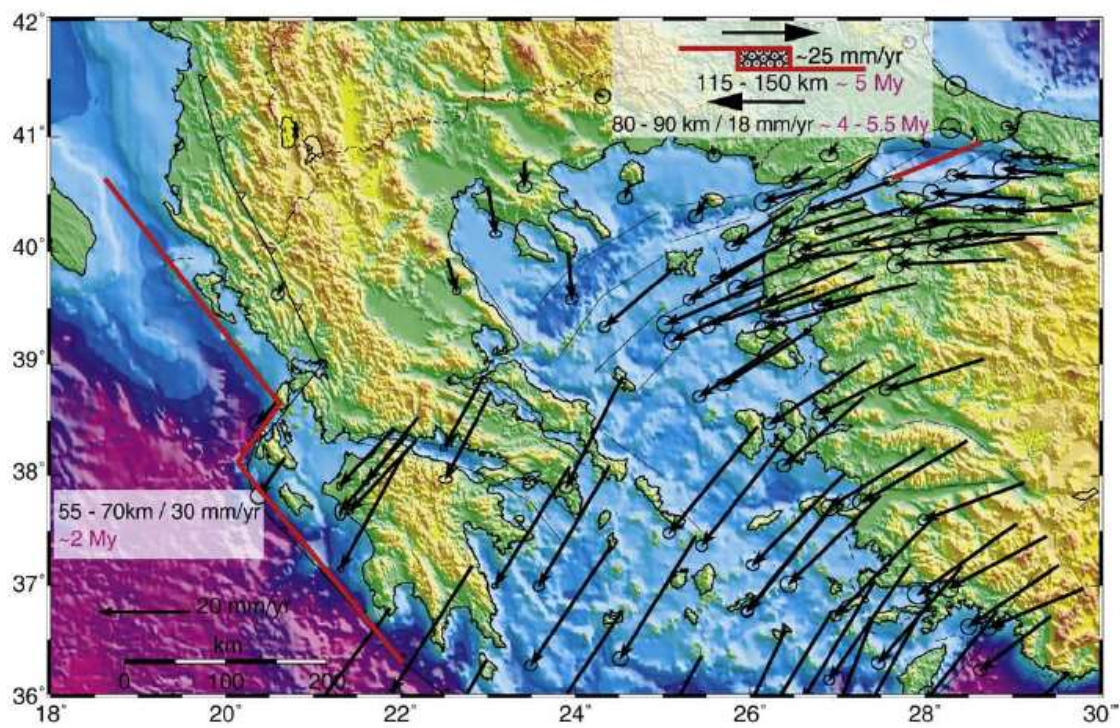 42°
~25 mm/yr
115 - 150 km ~ 5 My
80 - 90 km / 18 mm/yr ~ 4 - 5.5 My
41°
40°
39°
38°
55 - 70km / 30 mm/yr
~2 My
37°
20 mm/yr
km
0 100 200
36°
18° 20° 22° 24° 26° 28° 30°